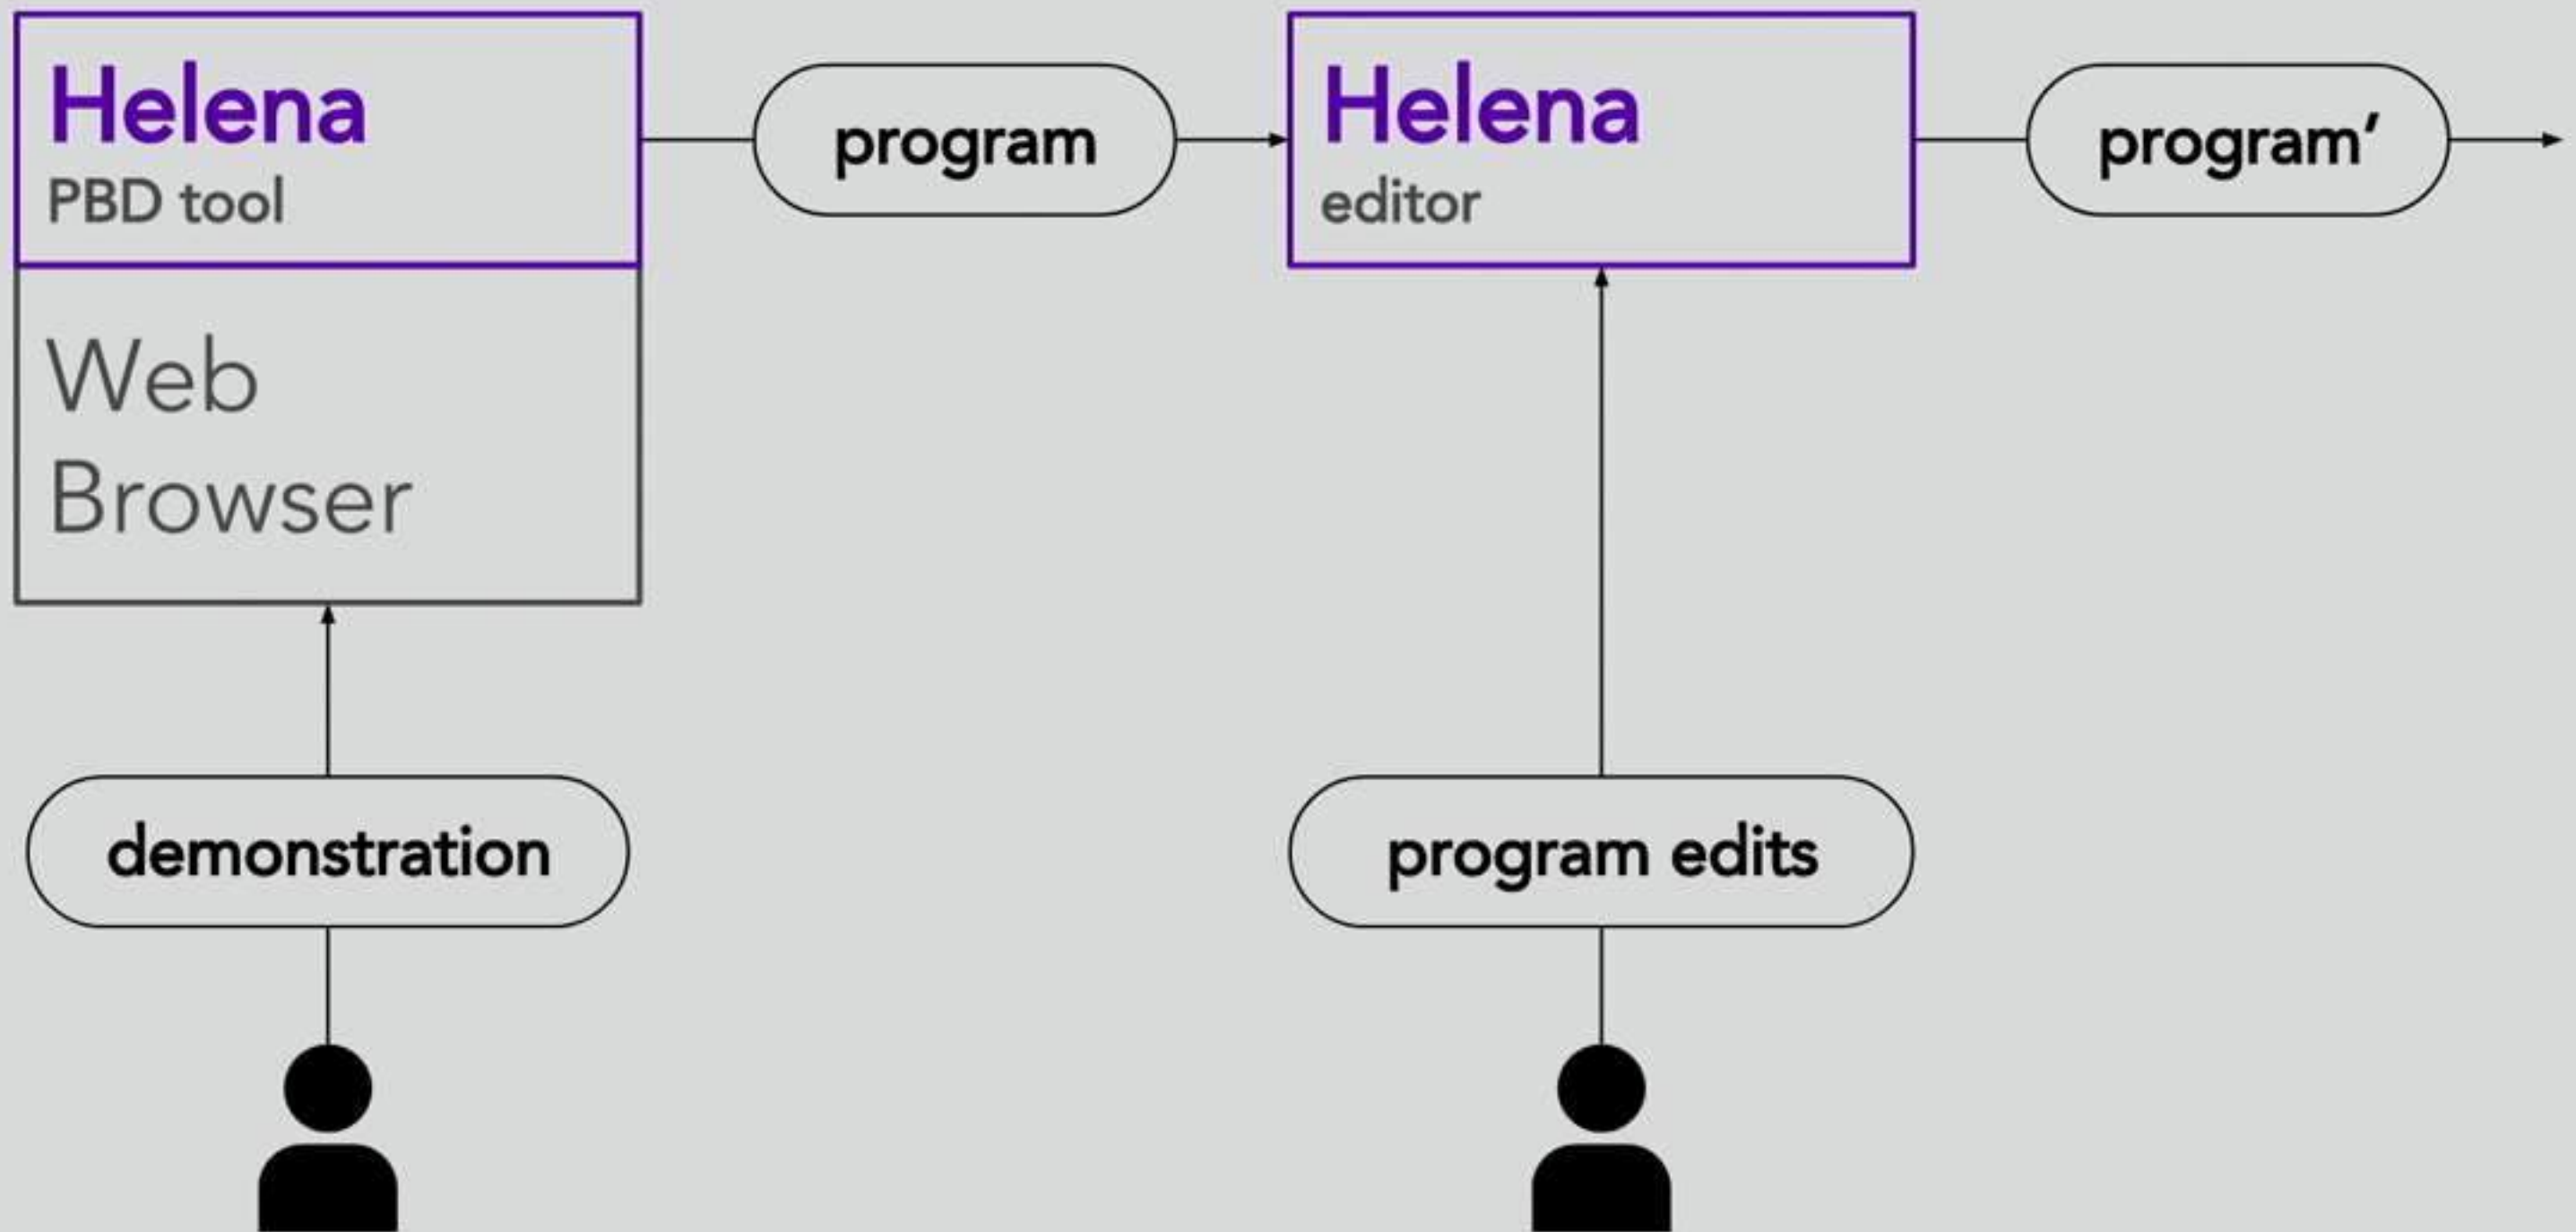 Helena
PBD tool
Web
Browser
program
Helena
editor
program′
demonstration
program edits